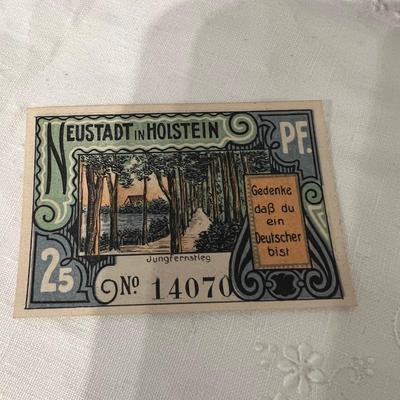 NEUSTADT IN HOLSTEIN
PF.
Gedenke
daß du
ein
Deutscher
bist
Jungfernstieg
25
No 14070